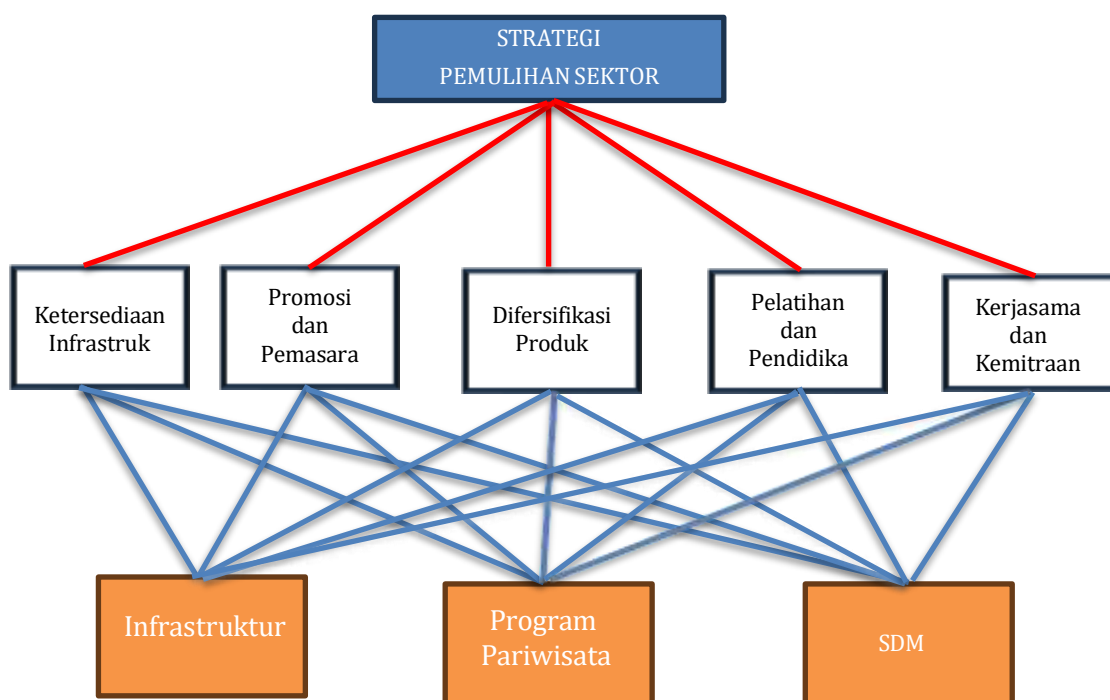 STRATEGI
PEMULIHAN SEKTOR
Ketersediaan
Infrastruk
Promosi
dan
Pemasara
Difersifikasi
Produk
Pelatihan
dan
Pendidika
Kerjasama
dan
Kemitraan
Infrastruktur
Program
Pariwisata
SDM